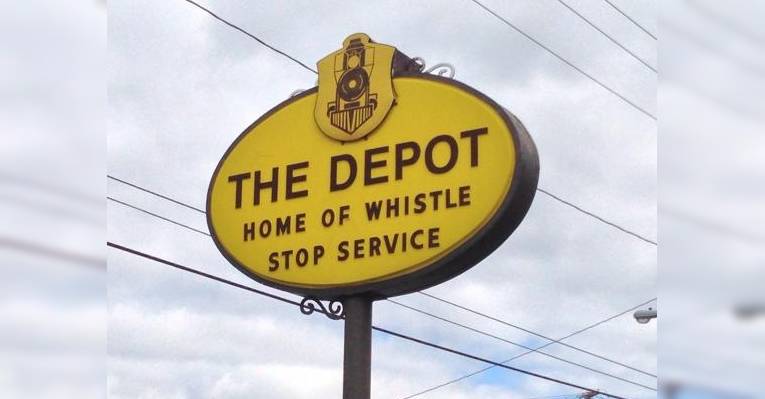 THE DEPOT
HOME OF WHISTLE
STOP SERVICE